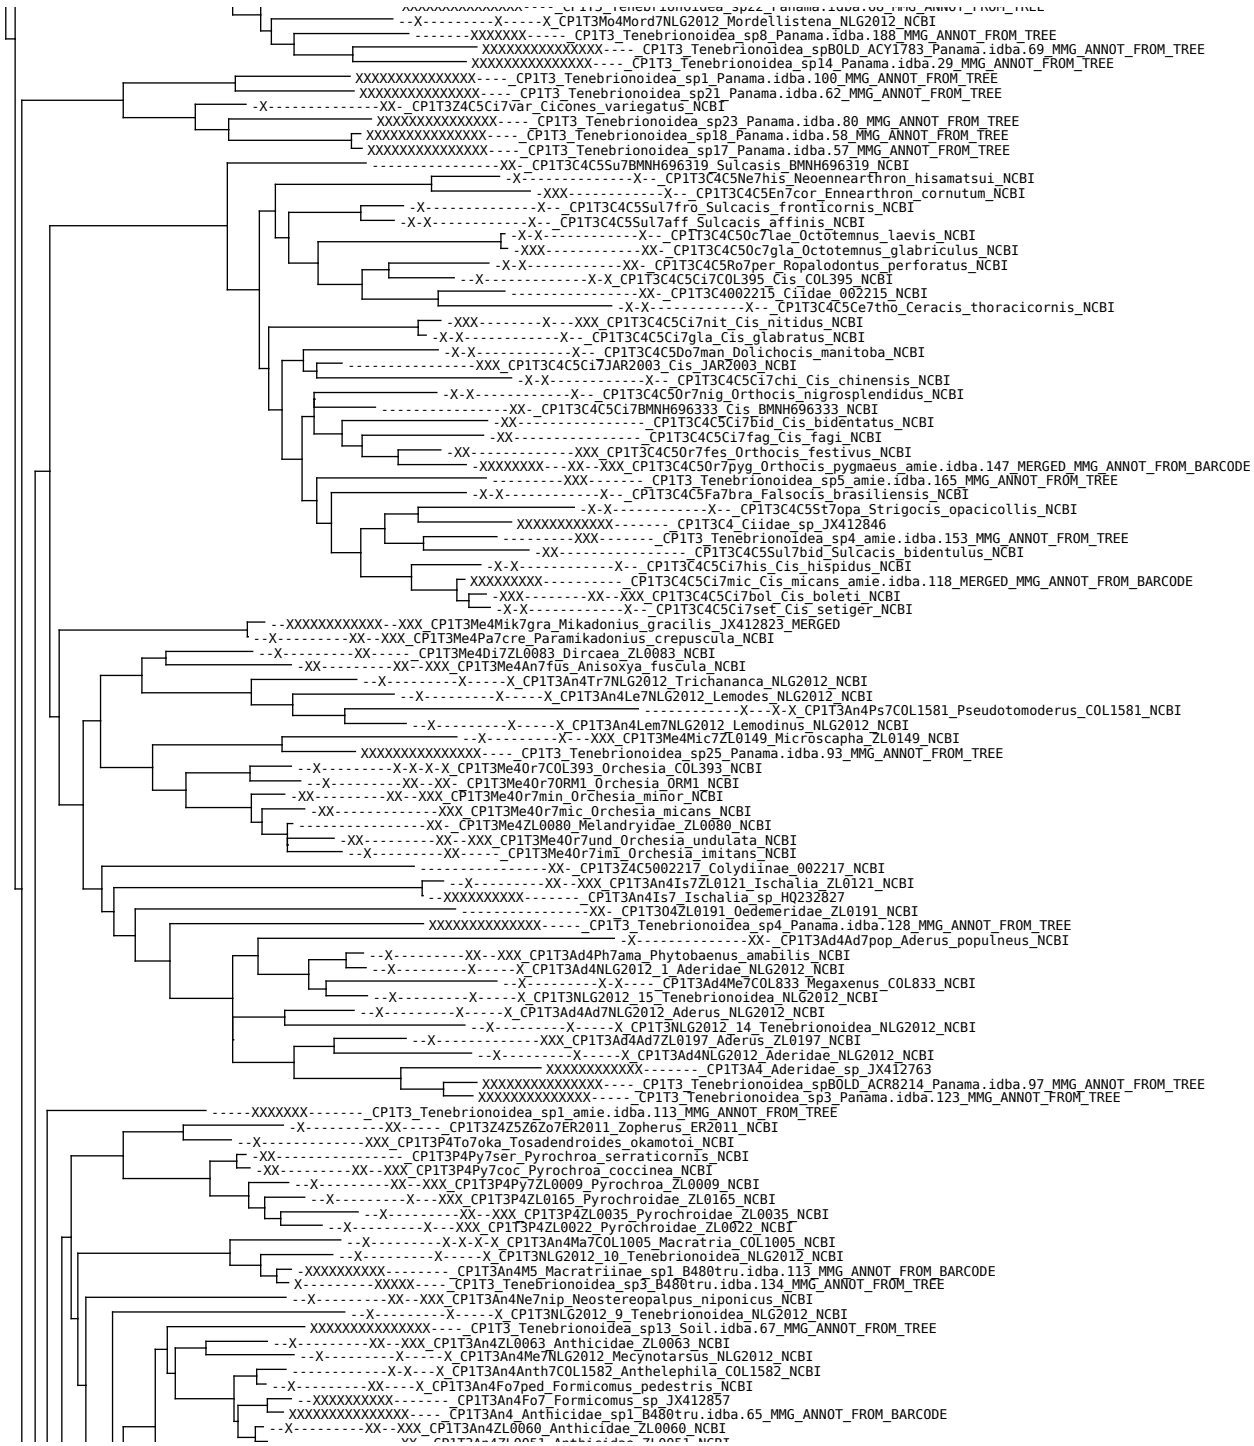 XXXXXXXXXXXXXXX----_CP1T3_Tenebrionoidea_sp22_Panama.idba.68_MMG_ANNOT_FROM_TREE
--X---------X-----X_CP1T3Mo4Mord7NLG2012_Mordellistena_NLG2012_NCBI
-------XXXXXXX-----_CP1T3_Tenebrionoidea_sp8_Panama.idba.188_MMG_ANNOT_FROM_TREE
XXXXXXXXXXXXXXX----_CP1T3_Tenebrionoidea_spBOLD_ACY1783_Panama.idba.69_MMG_ANNOT_FROM_TREE
XXXXXXXXXXXXXXX----_CP1T3_Tenebrionoidea_sp14_Panama.idba.29_MMG_ANNOT_FROM_TREE
XXXXXXXXXXXXXXX----_CP1T3_Tenebrionoidea_sp1_Panama.idba.100_MMG_ANNOT_FROM_TREE
XXXXXXXXXXXXXXX----_CP1T3_Tenebrionoidea_sp21_Panama.idba.62_MMG_ANNOT_FROM_TREE
-X--------------XX-_CP1T3Z4C5Ci7var_Cicones_variegatus_NCBI
XXXXXXXXXXXXXXX----_CP1T3_Tenebrionoidea_sp23_Panama.idba.80_MMG_ANNOT_FROM_TREE
XXXXXXXXXXXXXXX----_CP1T3_Tenebrionoidea_sp18_Panama.idba.58_MMG_ANNOT_FROM_TREE
XXXXXXXXXXXXXXX----_CP1T3_Tenebrionoidea_sp17_Panama.idba.57_MMG_ANNOT_FROM_TREE
----------------XX-_CP1T3C4C5Su7BMNH696319_Sulcasis_BMNH696319_NCBI
-X--------------X--_CP1T3C4C5Ne7his_Neoennearthron_hisamatsui_NCBI
-XXX------------X--_CP1T3C4C5En7cor_Ennearthron_cornutum_NCBI
-X--------------X--_CP1T3C4C5Sul7fro_Sulcacis_fronticornis_NCBI
-X-X------------X--_CP1T3C4C5Sul7aff_Sulcacis_affinis_NCBI
-X-X------------X--_CP1T3C4C5Oc7lae_Octotemnus_laevis_NCBI
-XXX------------XX-_CP1T3C4C5Oc7gla_Octotemnus_glabriculus_NCBI
-X-X------------XX-_CP1T3C4C5Ro7per_Ropalodontus_perforatus_NCBI
--X-------------X-X_CP1T3C4C5Ci7COL395_Cis_COL395_NCBI
----------------XX-_CP1T3C4002215_Ciidae_002215_NCBI
-X-X------------X--_CP1T3C4C5Ce7tho_Ceracis_thoracicornis_NCBI
-XXX--------X---XXX_CP1T3C4C5Ci7nit_Cis_nitidus_NCBI
-X-X------------X--_CP1T3C4C5Ci7gla_Cis_glabratus_NCBI
-X-X------------X--_CP1T3C4C5Do7man_Dolichocis_manitoba_NCBI
----------------XXX_CP1T3C4C5Ci7JAR2003_Cis_JAR2003_NCBI
-X-X------------X--_CP1T3C4C5Ci7chi_Cis_chinensis_NCBI
-X-X------------X--_CP1T3C4C5Or7nig_Orthocis_nigrosplendidus_NCBI
----------------XX-_CP1T3C4C5Ci7BMNH696333_Cis_BMNH696333_NCBI
-XX----------------_CP1T3C4C5Ci7bid_Cis_bidentatus_NCBI
-XX----------------_CP1T3C4C5Ci7fag_Cis_fagi_NCBI
-XX-------------XXX_CP1T3C4C5Or7fes_Orthocis_festivus_NCBI
-XXXXXXXX---XX--XXX_CP1T3C4C5Or7pyg_Orthocis_pygmaeus_amie.idba.147_MERGED_MMG_ANNOT_FROM_BARCODE
---------XXX-------_CP1T3_Tenebrionoidea_sp5_amie.idba.165_MMG_ANNOT_FROM_TREE
-X-X------------X--_CP1T3C4C5Fa7bra_Falsocis_brasiliensis_NCBI
-X-X------------X--_CP1T3C4C5St7opa_Strigocis_opacicollis_NCBI
XXXXXXXXXXXX-------_CP1T3C4_Ciidae_sp_JX412846
---------XXX-------_CP1T3_Tenebrionoidea_sp4_amie.idba.153_MMG_ANNOT_FROM_TREE
-XX----------------_CP1T3C4C5Sul7bid_Sulcacis_bidentulus_NCBI
-X-X------------X--_CP1T3C4C5Ci7his_Cis_hispidus_NCBI
XXXXXXXXX----------_CP1T3C4C5Ci7mic_Cis_micans_amie.idba.118_MERGED_MMG_ANNOT_FROM_BARCODE
-XXX--------XX--XXX_CP1T3C4C5Ci7bol_Cis_boleti_NCBI
-X-X------------X--_CP1T3C4C5Ci7set_Cis_setiger_NCBI
--XXXXXXXXXXXX--XXX_CP1T3Me4Mik7gra_Mikadonius_gracilis_JX412823_MERGED
--X---------XX--XXX_CP1T3Me4Pa7cre_Paramikadonius_crepuscula_NCBI
--X---------XX-----_CP1T3Me4Di7ZL0083_Dircaea_ZL0083_NCBI
-XX---------XX--XXX_CP1T3Me4An7fus_Anisoxya_fuscula_NCBI
--X---------X-----X_CP1T3An4Tr7NLG2012_Trichananca_NLG2012_NCBI
--X---------X-----X_CP1T3An4Le7NLG2012_Lemodes_NLG2012_NCBI
------------X---X-X_CP1T3An4Ps7COL1581_Pseudotomoderus_COL1581_NCBI
--X---------X-----X_CP1T3An4Lem7NLG2012_Lemodinus_NLG2012_NCBI
--X---------X---XXX_CP1T3Me4Mic7ZL0149_Microscapha_ZL0149_NCBI
XXXXXXXXXXXXXXX----_CP1T3_Tenebrionoidea_sp25_Panama.idba.93_MMG_ANNOT_FROM_TREE
--X---------X-X-X-X_CP1T3Me4Or7COL393_Orchesia_COL393_NCBI
--X---------XX--XX-_CP1T3Me4Or7ORM1_Orchesia_ORM1_NCBI
-XX---------XX--XXX_CP1T3Me4Or7min_Orchesia_minor_NCBI
-XX-------------XXX_CP1T3Me4Or7mic_Orchesia_micans_NCBI
----------------XX-_CP1T3Me4ZL0080_Melandryidae_ZL0080_NCBI
-XX---------XX--XXX_CP1T3Me4Or7und_Orchesia_undulata_NCBI
--X---------XX-----_CP1T3Me4Or7imi_Orchesia_imitans_NCBI
----------------XX-_CP1T3Z4C5002217_Colydiinae_002217_NCBI
--X---------XX--XXX_CP1T3An4Is7ZL0121_Ischalia_ZL0121_NCBI
--XXXXXXXXXX-------_CP1T3An4Is7_Ischalia_sp_HQ232827
----------------XX-_CP1T3O4ZL0191_Oedemeridae_ZL0191_NCBI
XXXXXXXXXXXXXX-----_CP1T3_Tenebrionoidea_sp4_Panama.idba.128_MMG_ANNOT_FROM_TREE
-X--------------XX-_CP1T3Ad4Ad7pop_Aderus_populneus_NCBI
--X---------XX--XXX_CP1T3Ad4Ph7ama_Phytobaenus_amabilis_NCBI
--X---------X-----X_CP1T3Ad4NLG2012_1_Aderidae_NLG2012_NCBI
--X---------X-X----_CP1T3Ad4Me7COL833_Megaxenus_COL833_NCBI
--X---------X-----X_CP1T3NLG2012_15_Tenebrionoidea_NLG2012_NCBI
--X---------X-----X_CP1T3Ad4Ad7NLG2012_Aderus_NLG2012_NCBI
--X---------X-----X_CP1T3NLG2012_14_Tenebrionoidea_NLG2012_NCBI
--X-------------XXX_CP1T3Ad4Ad7ZL0197_Aderus_ZL0197_NCBI
--X---------X-----X_CP1T3Ad4NLG2012_Aderidae_NLG2012_NCBI
XXXXXXXXXXXX-------_CP1T3A4_Aderidae_sp_JX412763
XXXXXXXXXXXXXXX----_CP1T3_Tenebrionoidea_spBOLD_ACR8214_Panama.idba.97_MMG_ANNOT_FROM_TREE
XXXXXXXXXXXXXX-----_CP1T3_Tenebrionoidea_sp3_Panama.idba.123_MMG_ANNOT_FROM_TREE
-----XXXXXXX-------_CP1T3_Tenebrionoidea_sp1_amie.idba.113_MMG_ANNOT_FROM_TREE
-X----------XX-----_CP1T3Z4Z5Z6Zo7ER2011_Zopherus_ER2011_NCBI
--X-------------XXX_CP1T3P4To7oka_Tosadendroides_okamotoi_NCBI
-XX----------------_CP1T3P4Py7ser_Pyrochroa_serraticornis_NCBI
-XX---------XX--XXX_CP1T3P4Py7coc_Pyrochroa_coccinea_NCBI
--X---------XX--XXX_CP1T3P4Py7ZL0009_Pyrochroa_ZL0009_NCBI
--X---------X---XXX_CP1T3P4ZL0165_Pyrochroidae_ZL0165_NCBI
--X---------XX--XXX_CP1T3P4ZL0035_Pyrochroidae_ZL0035_NCBI
--X---------X---XXX_CP1T3P4ZL0022_Pyrochroidae_ZL0022_NCBI
--X---------X-X-X-X_CP1T3An4Ma7COL1005_Macratria_COL1005_NCBI
--X---------X-----X_CP1T3NLG2012_10_Tenebrionoidea_NLG2012_NCBI
-XXXXXXXXXX--------_CP1T3An4M5_Macratriinae_sp1_B480tru.idba.113_MMG_ANNOT_FROM_BARCODE
X---------XXXXX----_CP1T3_Tenebrionoidea_sp3_B480tru.idba.134_MMG_ANNOT_FROM_TREE
--X---------XX--XXX_CP1T3An4Ne7nip_Neostereopalpus_niponicus_NCBI
--X---------X-----X_CP1T3NLG2012_9_Tenebrionoidea_NLG2012_NCBI
XXXXXXXXXXXXXXX----_CP1T3_Tenebrionoidea_sp13_Soil.idba.67_MMG_ANNOT_FROM_TREE
--X---------XX--XXX_CP1T3An4ZL0063_Anthicidae_ZL0063_NCBI
--X---------X-----X_CP1T3An4Me7NLG2012_Mecynotarsus_NLG2012_NCBI
------------X-X---X_CP1T3An4Anth7COL1582_Anthelephila_COL1582_NCBI
--X---------XX----X_CP1T3An4Fo7ped_Formicomus_pedestris_NCBI
--XXXXXXXXXX-------_CP1T3An4Fo7_Formicomus_sp_JX412857
XXXXXXXXXXXXXXX----_CP1T3An4_Anthicidae_sp1_B480tru.idba.65_MMG_ANNOT_FROM_BARCODE
--X---------XX--XXX_CP1T3An4ZL0060_Anthicidae_ZL0060_NCBI